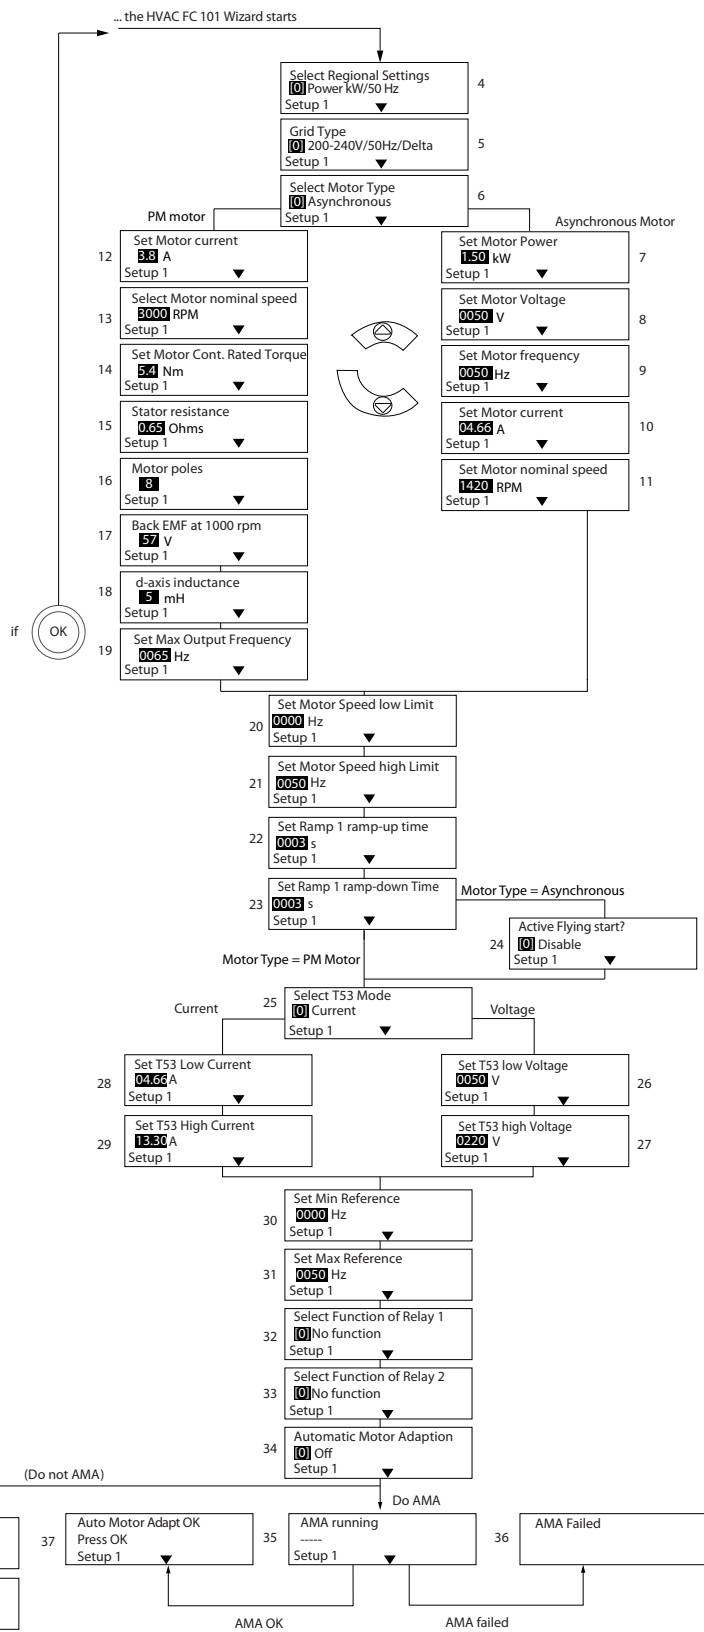 ... the HVAC FC 101 Wizard starts
Select Regional Settings
[0] Power kW/50 Hz
Setup 1
4
Grid Type
[0] 200-240V/50Hz/Delta
Setup 1
5
Select Motor Type
[0] Asynchronous
Setup 1
6
PM motor
Asynchronous Motor
12
Set Motor current
3.8 A
Setup 1
13
Select Motor nominal speed
3000 RPM
Setup 1
14
Set Motor Cont. Rated Torque
5.4 Nm
Setup 1
15
Stator resistance
0.65 Ohms
Setup 1
16
Motor poles
8
Setup 1
17
Back EMF at 1000 rpm
57 V
Setup 1
18
d-axis inductance
5 mH
Setup 1
19
Set Max Output Frequency
0065 Hz
Setup 1
if
OK
Set Motor Power
1.50 kW
Setup 1
7
Set Motor Voltage
0050 V
Setup 1
8
Set Motor frequency
0050 Hz
Setup 1
9
Set Motor current
04.66 A
Setup 1
10
Set Motor nominal speed
1420 RPM
Setup 1
11
20
Set Motor Speed low Limit
0000 Hz
Setup 1
21
Set Motor Speed high Limit
0050 Hz
Setup 1
22
Set Ramp 1 ramp-up time
0003 s
Setup 1
23
Set Ramp 1 ramp-down Time
0003 s
Setup 1
Motor Type = Asynchronous
24
Active Flying start?
[0] Disable
Setup 1
Motor Type = PM Motor
25
Select T53 Mode
[0] Current
Setup 1
Current
Voltage
28
Set T53 Low Current
04.66 A
Setup 1
29
Set T53 High Current
13.30 A
Setup 1
Set T53 low Voltage
0050 V
Setup 1
26
Set T53 high Voltage
0220 V
Setup 1
27
30
Set Min Reference
0000 Hz
Setup 1
31
Set Max Reference
0050 Hz
Setup 1
32
Select Function of Relay 1
[0] No function
Setup 1
33
Select Function of Relay 2
[0] No function
Setup 1
34
Automatic Motor Adaption
[0] Off
Setup 1
(Do not AMA)
Do AMA
37
Auto Motor Adapt OK
Press OK
Setup 1
35
AMA running
-----
Setup 1
36
AMA Failed
AMA OK
AMA failed